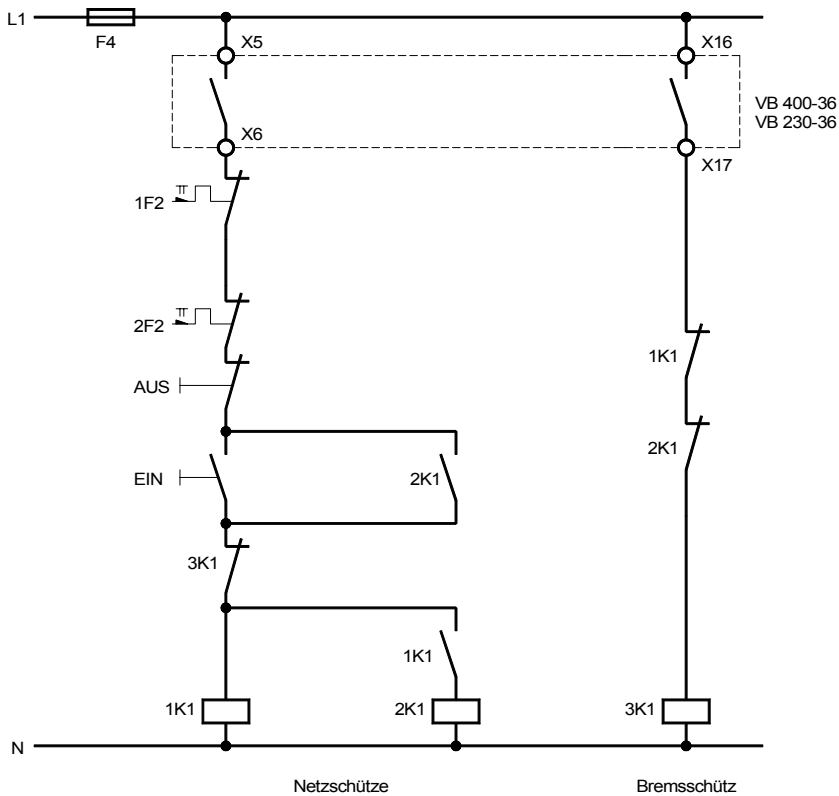 L1
F4
X5
X16
VB 400-36
VB 230-36
X6
X17
1F2
2F2
1K1
AUS
2K1
EIN
2K1
3K1
1K1
1K1
2K1
3K1
N
Netzschütze
Bremsschütz